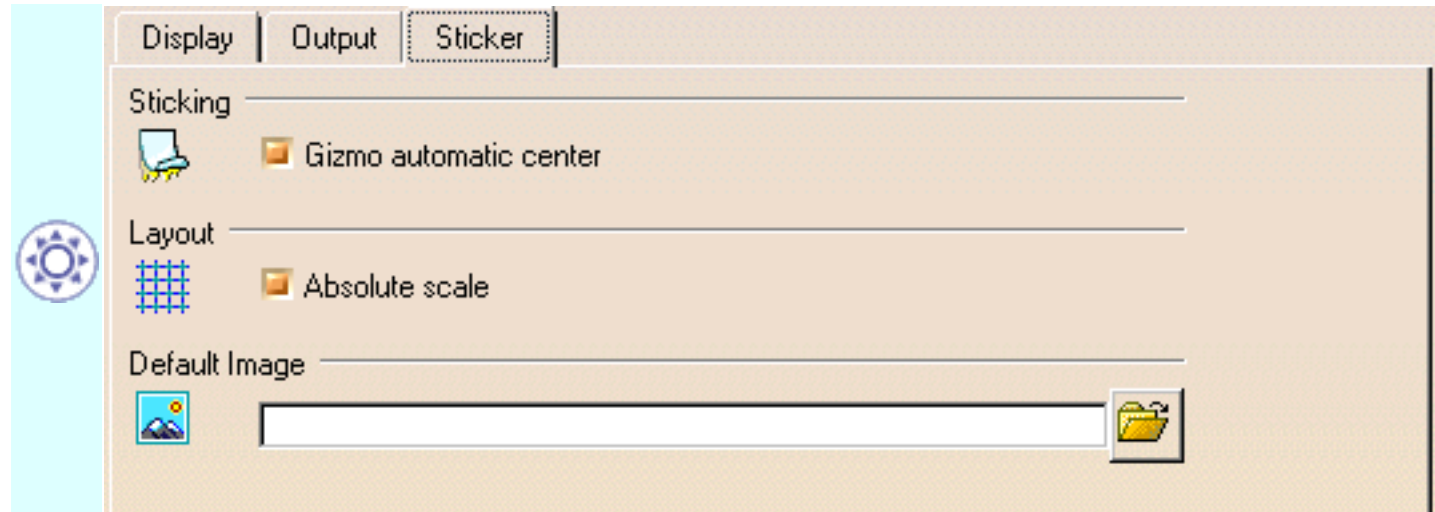 Display Output Sticker
Sticking
Gizmo automatic center
Layout
Absolute scale
Default Image